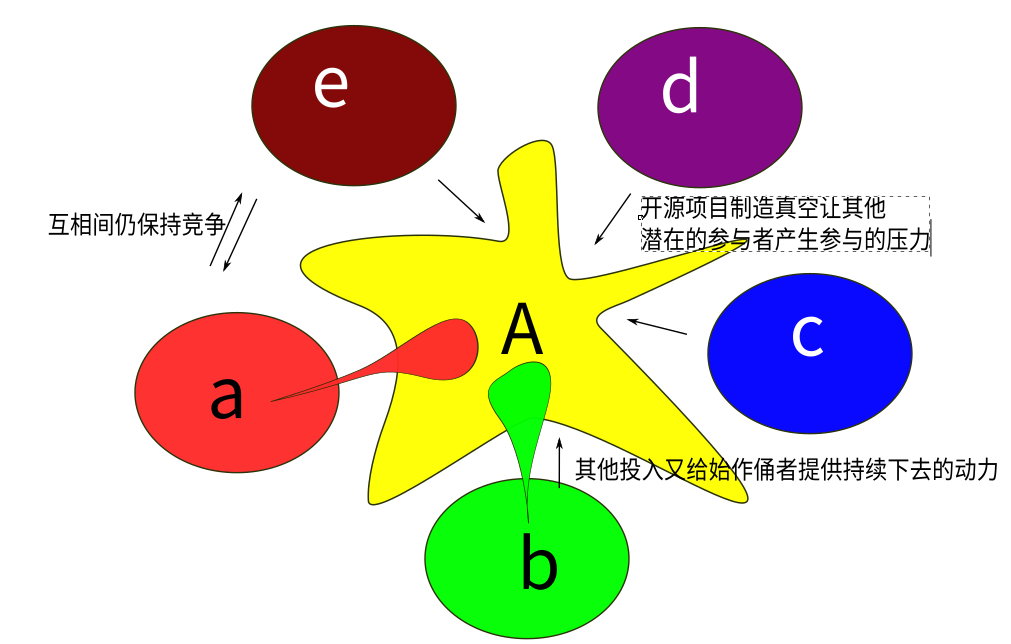 e
d
开源项目制造真空让其他
潜在的参与者产生参与的压力
互相间仍保持竞争
A
c
a
其他投入又给始作俑者提供持续下去的动力
b